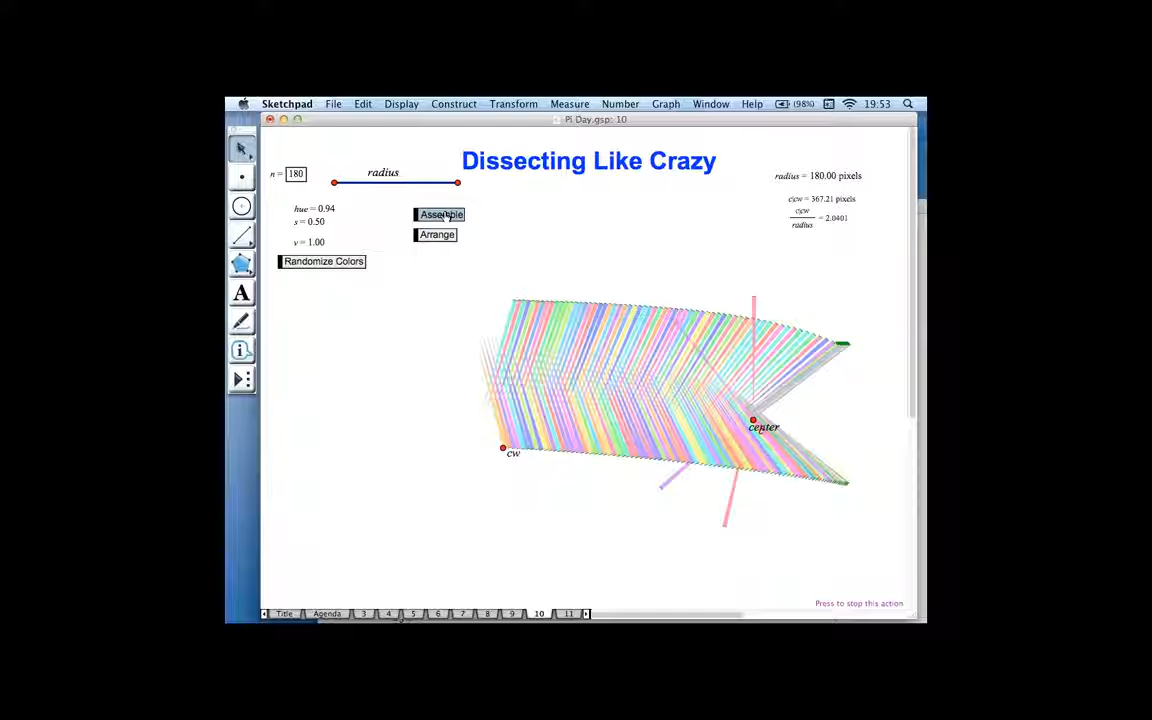 Sketchpad File Edit Display Construct Transform Measure Number Graph Window Help (98%) 19:53
Pi Day.gsp: 10
Dissecting Like Crazy
n = 180
radius
radius = 180.00 pixels
hue = 0.94
s = 0.50
v = 1.00
Assemble
Arrange
Randomize Colors
= 367.21 pixels
radius
= 2.0401
center
cw
A
Press to stop this action
Title Agenda 3 4 5 6 7 8 9 10 11